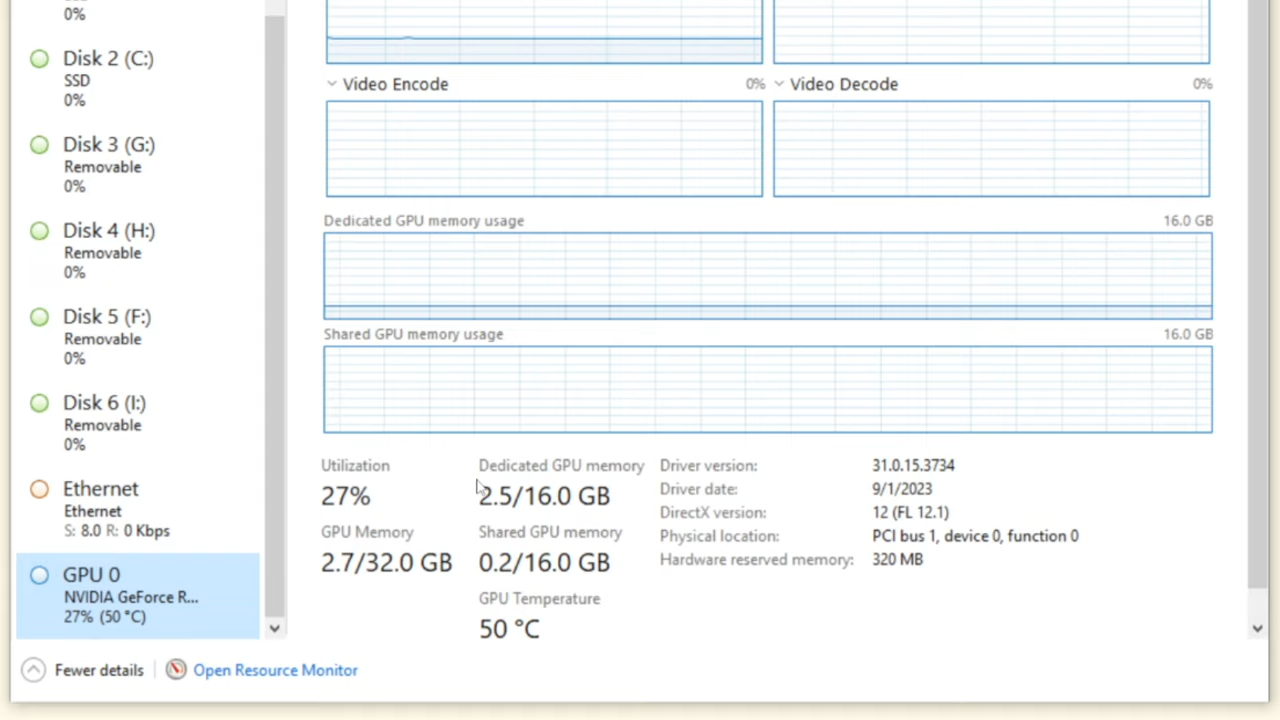 0%
Disk 2 (C:)
SSD
0%
Disk 3 (G:)
Removable
0%
Disk 4 (H:)
Removable
0%
Disk 5 (F:)
Removable
0%
Disk 6 (I:)
Removable
0%
Ethernet
Ethernet
S: 8.0 R: 0 Kbps
GPU 0
NVIDIA GeForce R...
27% (50 °C)
Video Encode 0%
Video Decode 0%
Dedicated GPU memory usage 16.0 GB
Shared GPU memory usage 16.0 GB
Utilization
27%
Dedicated GPU memory
2.5/16.0 GB
GPU Memory
2.7/32.0 GB
Shared GPU memory
0.2/16.0 GB
GPU Temperature
50 °C
Driver version: 31.0.15.3734
Driver date: 9/1/2023
DirectX version: 12 (FL 12.1)
Physical location: PCI bus 1, device 0, function 0
Hardware reserved memory: 320 MB
Fewer details
Open Resource Monitor